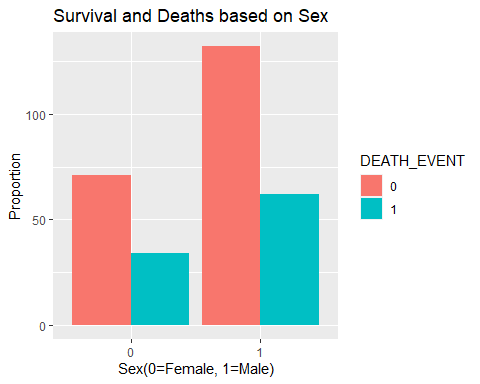 Survival and Deaths based on Sex
Proportion
100
50
0
0
1
Sex(0=Female, 1=Male)
DEATH_EVENT
0
1